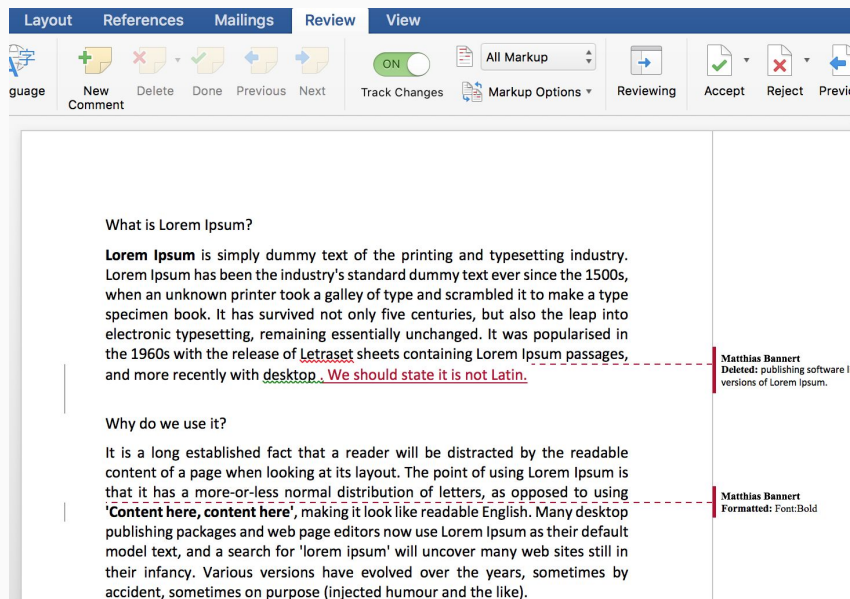 Layout References Mailings Review View
guage
New Comment
Delete
Done
Previous
Next
ON
Track Changes
All Markup
Markup Options
Reviewing
Accept
Reject
What is Lorem Ipsum?
Lorem Ipsum is simply dummy text of the printing and typesetting industry.
Lorem Ipsum has been the industry's standard dummy text ever since the 1500s,
when an unknown printer took a galley of type and scrambled it to make a type
specimen book. It has survived not only five centuries, but also the leap into
electronic typesetting, remaining essentially unchanged. It was popularised in
the 1960s with the release of Letraset sheets containing Lorem Ipsum passages,
and more recently with desktop . We should state it is not Latin.
Matthias Bannert
Deleted: publishing software
versions of Lorem Ipsum.
Why do we use it?
It is a long established fact that a reader will be distracted by the readable
content of a page when looking at its layout. The point of using Lorem Ipsum is
that it has a more-or-less normal distribution of letters, as opposed to using
'Content here, content here', making it look like readable English. Many desktop
publishing packages and web page editors now use Lorem Ipsum as their default
model text, and a search for 'lorem ipsum' will uncover many web sites still in
their infancy. Various versions have evolved over the years, sometimes by
accident, sometimes on purpose (injected humour and the like).
Matthias Bannert
Formatted: Font:Bold